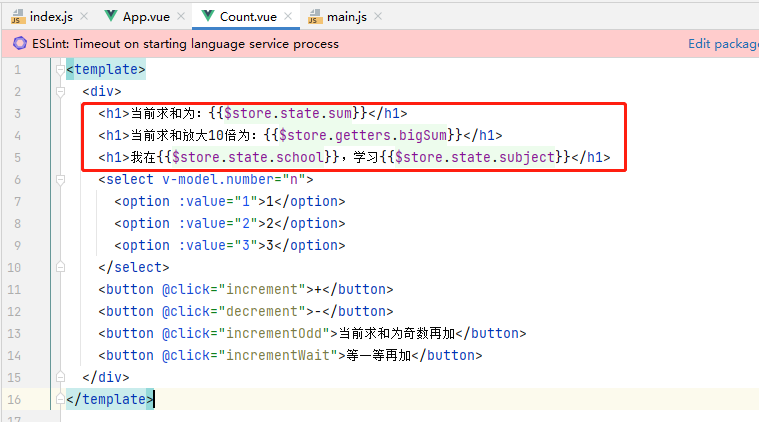 index.js × App.vue × Count.vue × main.js ×
ESLint: Timeout on starting language service process Edit package
1 <template>
2 <div>
3 <h1>当前求和为：{{$store.state.sum}}</h1>
4 <h1>当前求和放大10倍为：{{$store.getters.bigSum}}</h1>
5 <h1>我在{{$store.state.school}}，学习{{$store.state.subject}}</h1>
6 <select v-model.number="n">
7 <option :value="1">1</option>
8 <option :value="2">2</option>
9 <option :value="3">3</option>
10 </select>
11 <button @click="increment">+</button>
12 <button @click="decrement">-</button>
13 <button @click="incrementOdd">当前求和为奇数再加</button>
14 <button @click="incrementWait">等一等再加</button>
15 </div>
16 </template>
17